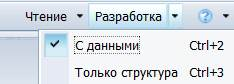 Чтение Разработка ?
С данными Ctrl+2
Только структура Ctrl+3